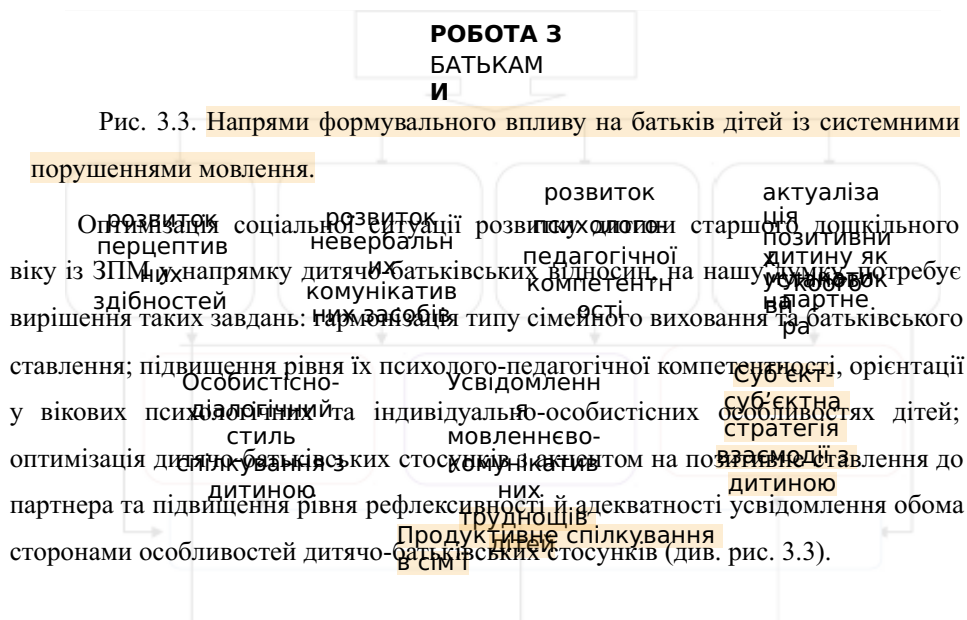 РОБОТА З
БАТЬКАМ
И
Рис. 3.3. Напрями формувального впливу на батьків дітей із системними
порушеннями мовлення.
розвиток
перцептив
них
здібностей
розвиток
невербальн
их
комунікатив
них засобів
розвиток
психолого-
педагогічної
компетентн
ості
актуаліза
ція
позитивни
х
на
дитину як
партне
ра
Оптимізація соціальної ситуації розвитку дитини старшого дошкільного
віку із ЗПМ у напрямку дитячо-батьківських відносин, на нашу думку, потребує
вирішення таких завдань: гармонізація типу сімейного виховання та батьківського
ставлення; підвищення рівня їх психолого-педагогічної компетентності, орієнтації
у вікових психологічних та індивідуально-особистісних особливостях дітей;
оптимізація дитячо-батьківських стосунків з акцентом на позитивне ставлення до
партнера та підвищення рівня рефлексивності й адекватності усвідомлення обома
сторонами особливостей дитячо-батьківських стосунків (див. рис. 3.3).
Особистісно-
діалогічний
стиль
спілкування з
дитиною
Усвідомленн
я
мовленнєво-
комунікатив
них
труднощів
дітей
Суб’єкт-
суб’єктна
стратегія
взаємодії з
дитиною
Продуктивне спілкування
в сім’ї